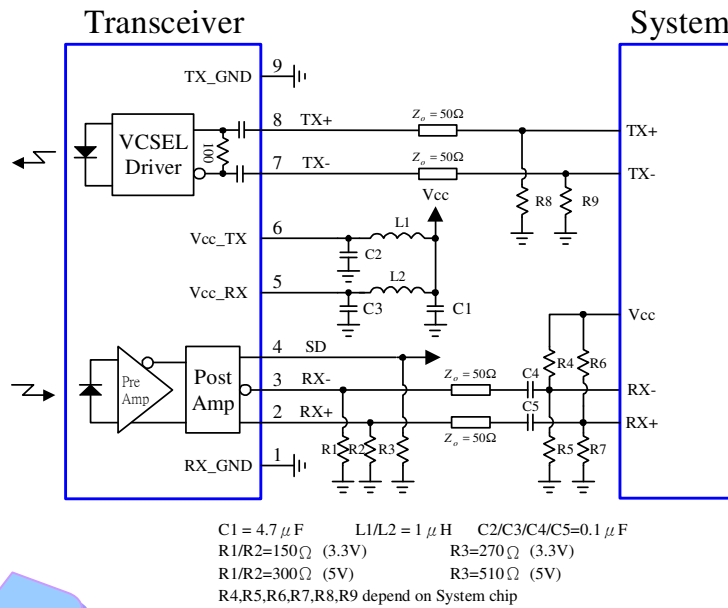 Transceiver
System
TX_GND
9
VCSEL
Driver
100
8
TX+
Zo = 50Ω
TX+
7
TX-
Zo = 50Ω
TX-
R8
R9
Vcc
Vcc_TX
6
L1
C2
Vcc_RX
5
L2
C3
C1
Vcc
4
SD
Pre
Amp
Post
Amp
3
RX-
Zo = 50Ω
C4
R4
R6
RX-
2
RX+
Zo = 50Ω
C5
RX+
R1
R2
R3
R5
R7
RX_GND
1
C1 = 4.7 μ F L1/L2 = 1 μ H C2/C3/C4/C5=0.1 μ F
R1/R2=150Ω (3.3V) R3=270Ω (3.3V)
R1/R2=300Ω (5V) R3=510Ω (5V)
R4,R5,R6,R7,R8,R9 depend on System chip